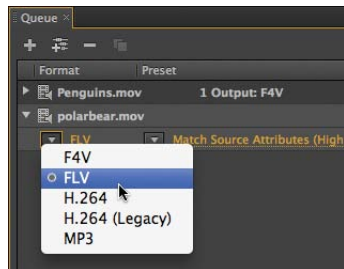 Queue
Format Preset
Penguins.mov 1 Output: F4V
polarbear.mov
FLV Match Source Attributes (High
F4V
FLV
H.264
H.264 (Legacy)
MP3